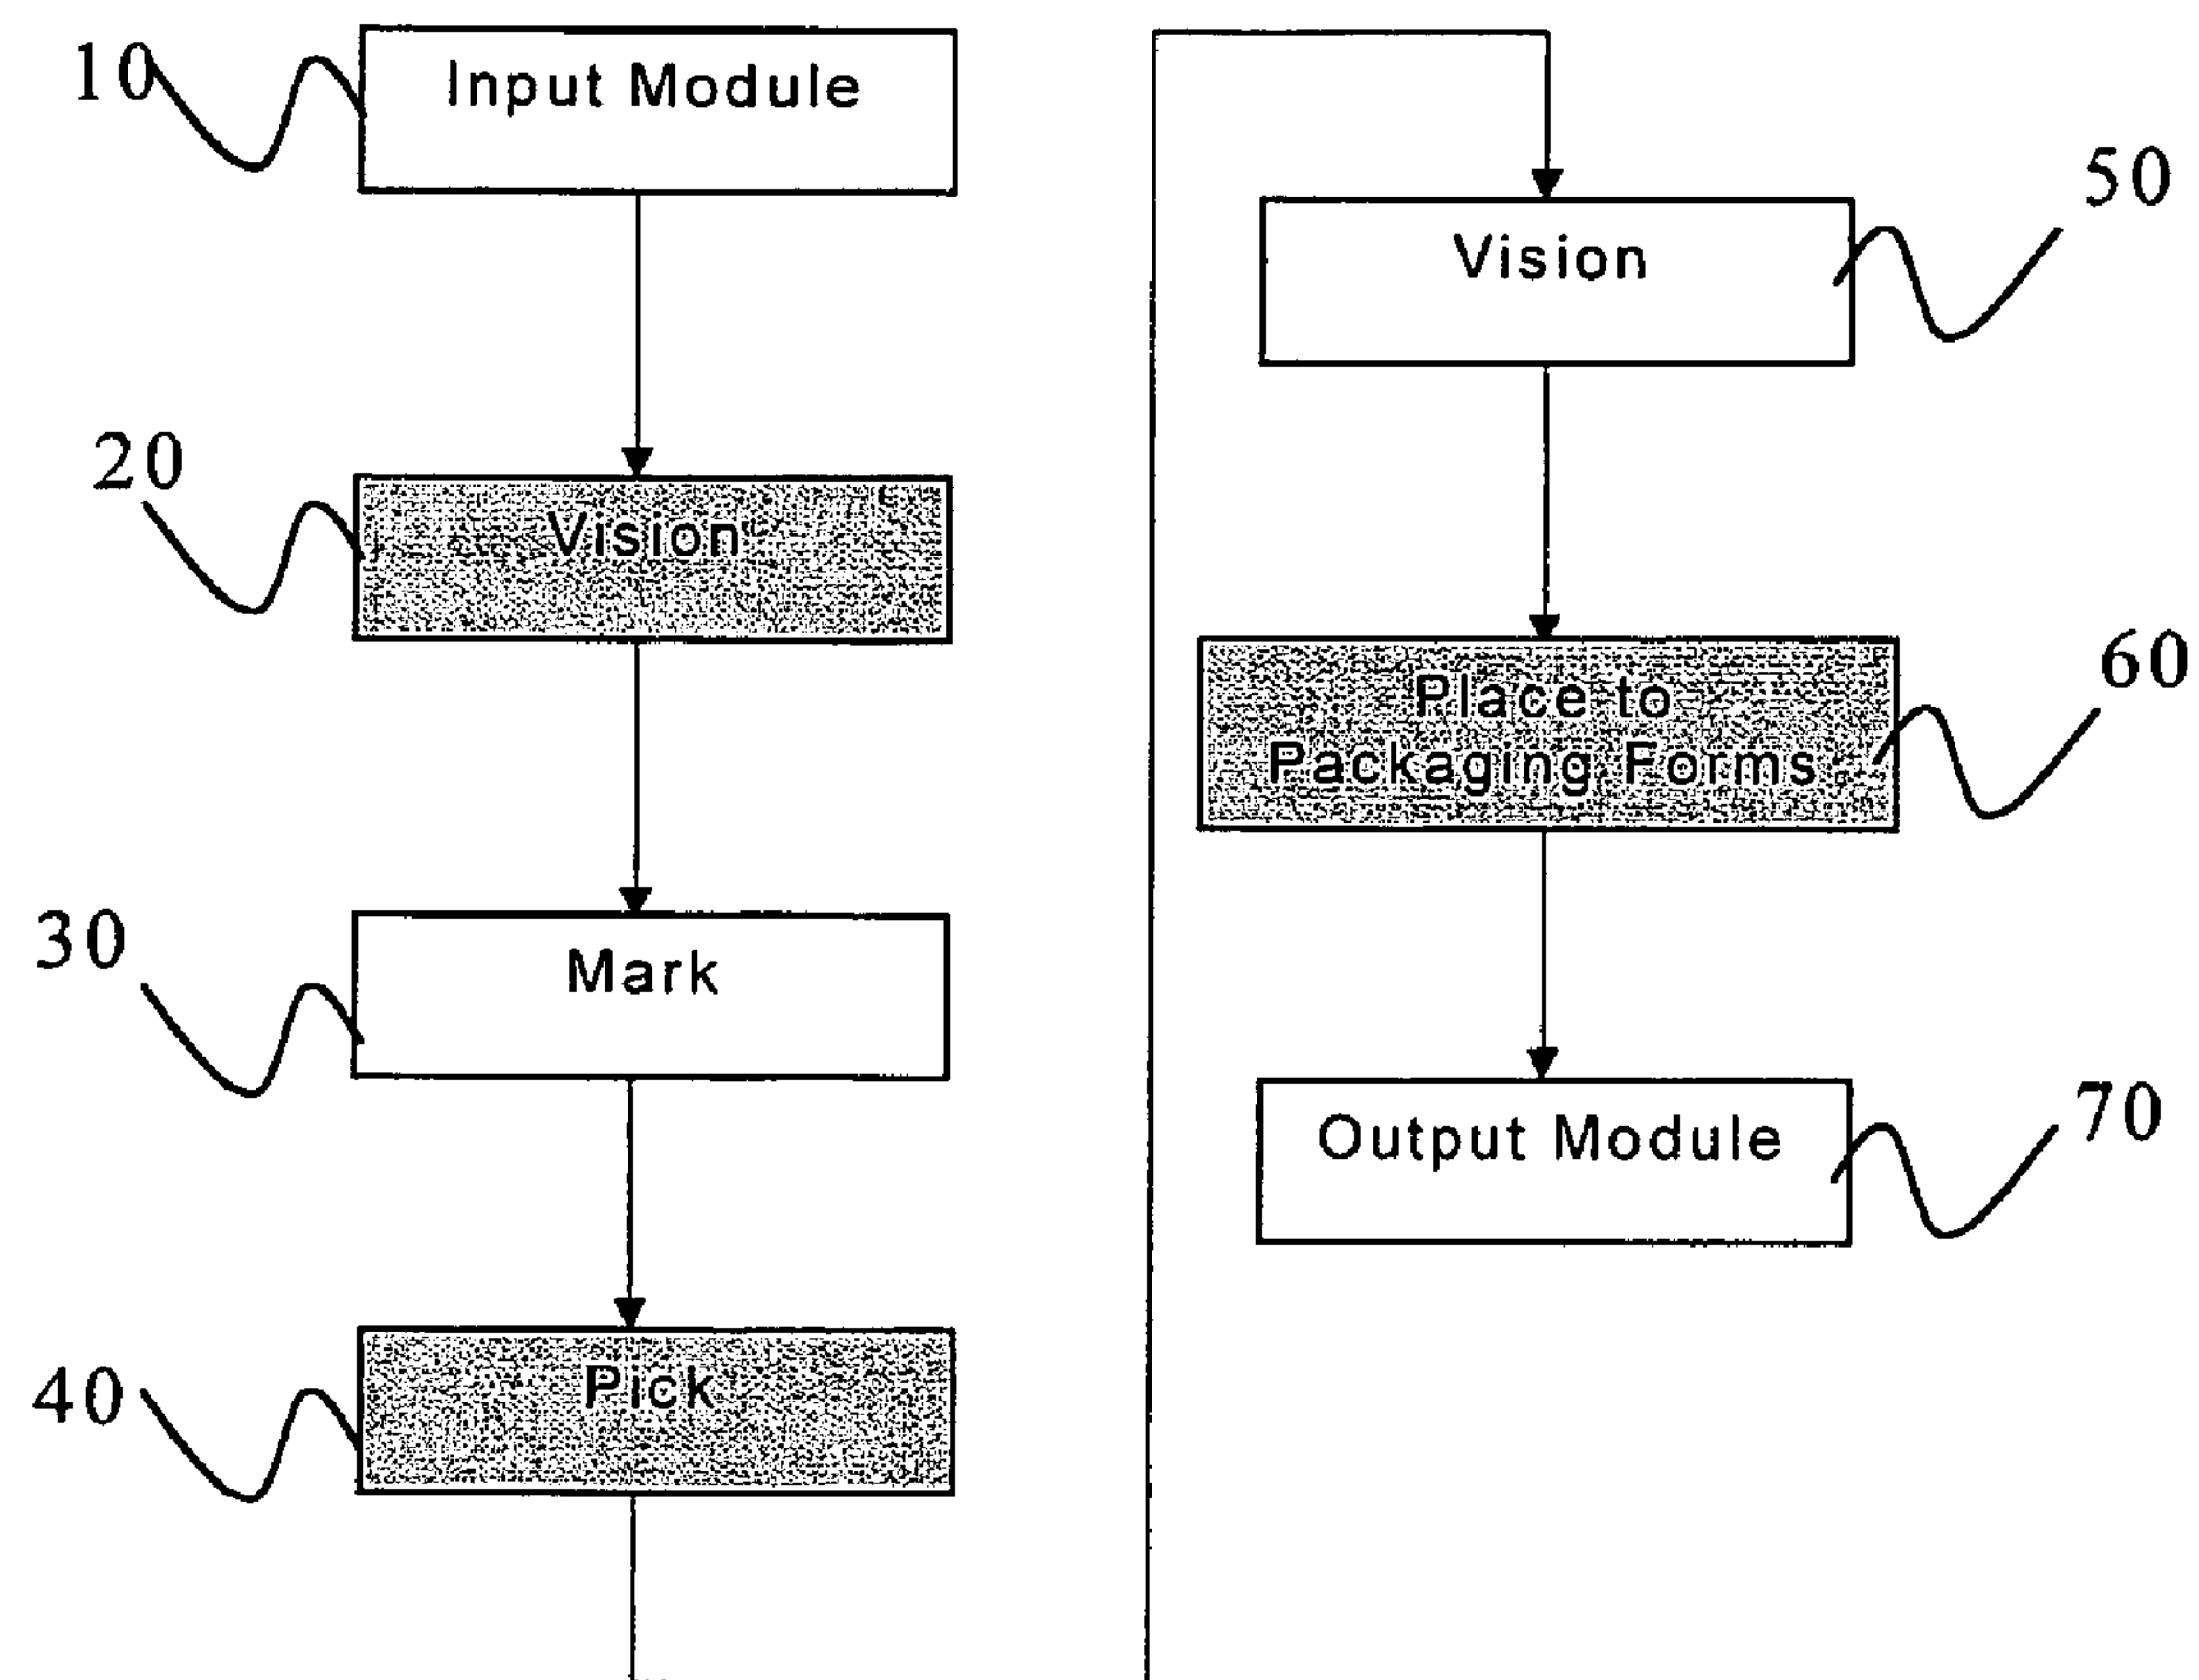 10
Input Module
20
Vision
30
Mark
40
Pick
50
Vision
60
Place to
Packaging Forms
70
Output Module